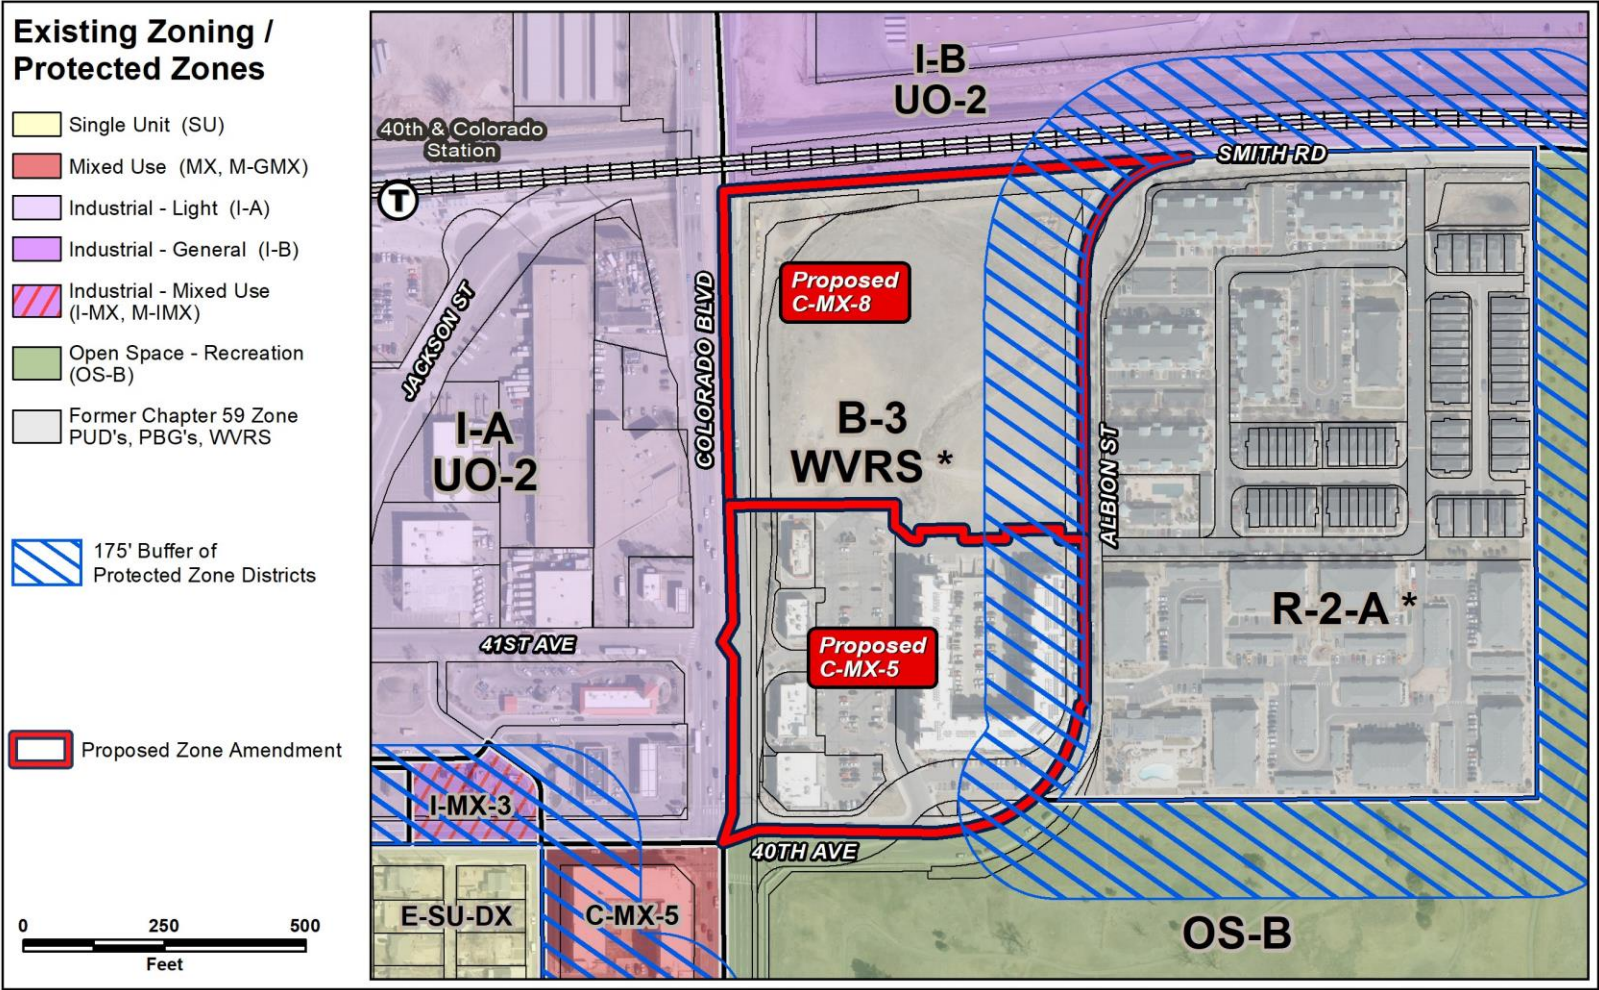 Existing Zoning /
Protected Zones
Single Unit (SU)
Mixed Use (MX, M-GMX)
Industrial - Light (I-A)
Industrial - General (I-B)
Industrial - Mixed Use
(I-MX, M-IMX)
Open Space - Recreation
(OS-B)
Former Chapter 59 Zone
PUD's, PBG's, WVRS
175' Buffer of
Protected Zone Districts
Proposed Zone Amendment
0 250 500
Feet
I-B
UO-2
40th & Colorado
Station
T
SMITH RD
Proposed
C-MX-8
JACKSON ST
COLORADO BLVD
I-A
UO-2
B-3
WVRS *
ALBION ST
R-2-A *
41ST AVE
Proposed
C-MX-5
I-MX-3
40TH AVE
E-SU-DX
C-MX-5
OS-B